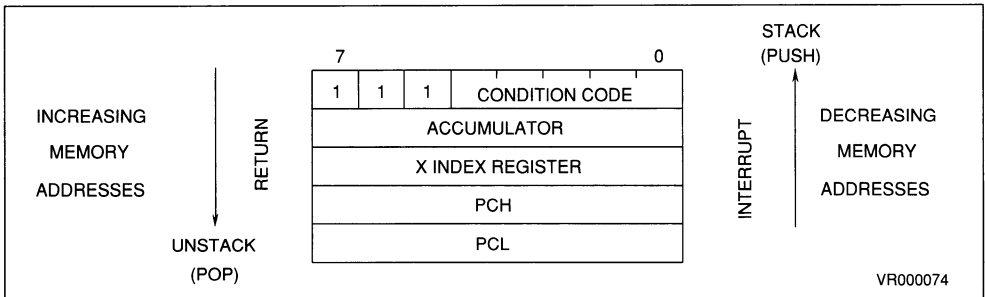 STACK
(PUSH)
7 0
1 1 1 CONDITION CODE
ACCUMULATOR
X INDEX REGISTER
PCH
PCL
INCREASING
MEMORY
ADDRESSES
RETURN
UNSTACK
(POP)
INTERRUPT
DECREASING
MEMORY
ADDRESSES
VR000074